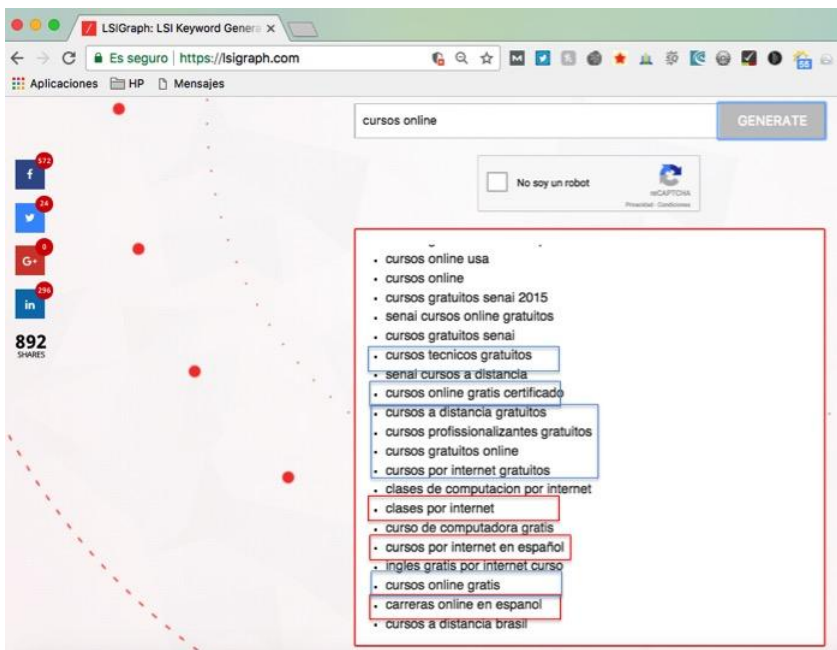 LSIGraph: LSI Keyword Genera
Es seguro | https://lsigraph.com
55
Aplicaciones HP Mensajes
cursos online GENERATE
No soy un robot
reCAPTCHA
Privacidad - Condiciones
572
24
G+ 0
in 296
892
SHARES
cursos online usa
cursos online
cursos gratuitos senai 2015
senai cursos online gratuitos
cursos gratuitos senai
cursos tecnicos gratuitos
senai cursos a distancia
cursos online gratis certificado
cursos a distancia gratuitos
cursos profissionalizantes gratuitos
cursos gratuitos online
cursos por internet gratuitos
clases de computacion por internet
clases por internet
curso de computadora gratis
cursos por internet en español
ingles gratis por internet curso
cursos online gratis
carreras online en espanol
cursos a distancia brasil